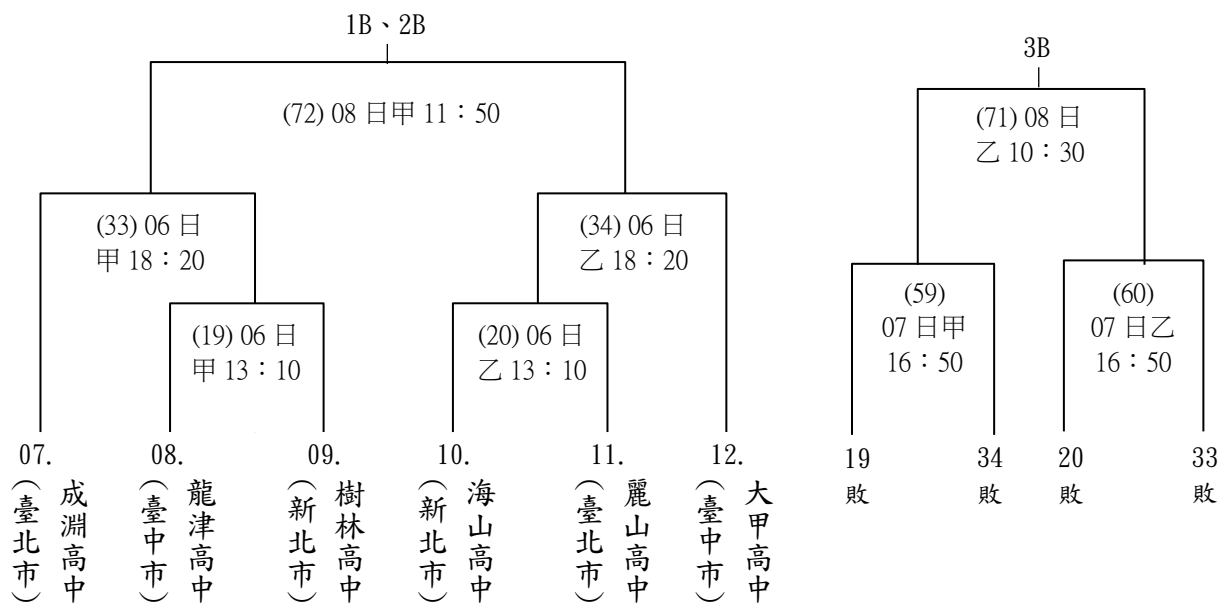 1B、2B
(72) 08 日甲 11：50
(33) 06 日
甲 18：20
(34) 06 日
乙 18：20
(19) 06 日
甲 13：10
(20) 06 日
乙 13：10
07.
成淵高中
(臺北市)
08.
龍津高中
(臺中市)
09.
樹林高中
(新北市)
10.
海山高中
(新北市)
11.
麗山高中
(臺北市)
12.
大甲高中
(臺中市)
3B
(71) 08 日
乙 10：30
(59)
07 日甲
16：50
(60)
07 日乙
16：50
19
敗
34
敗
20
敗
33
敗